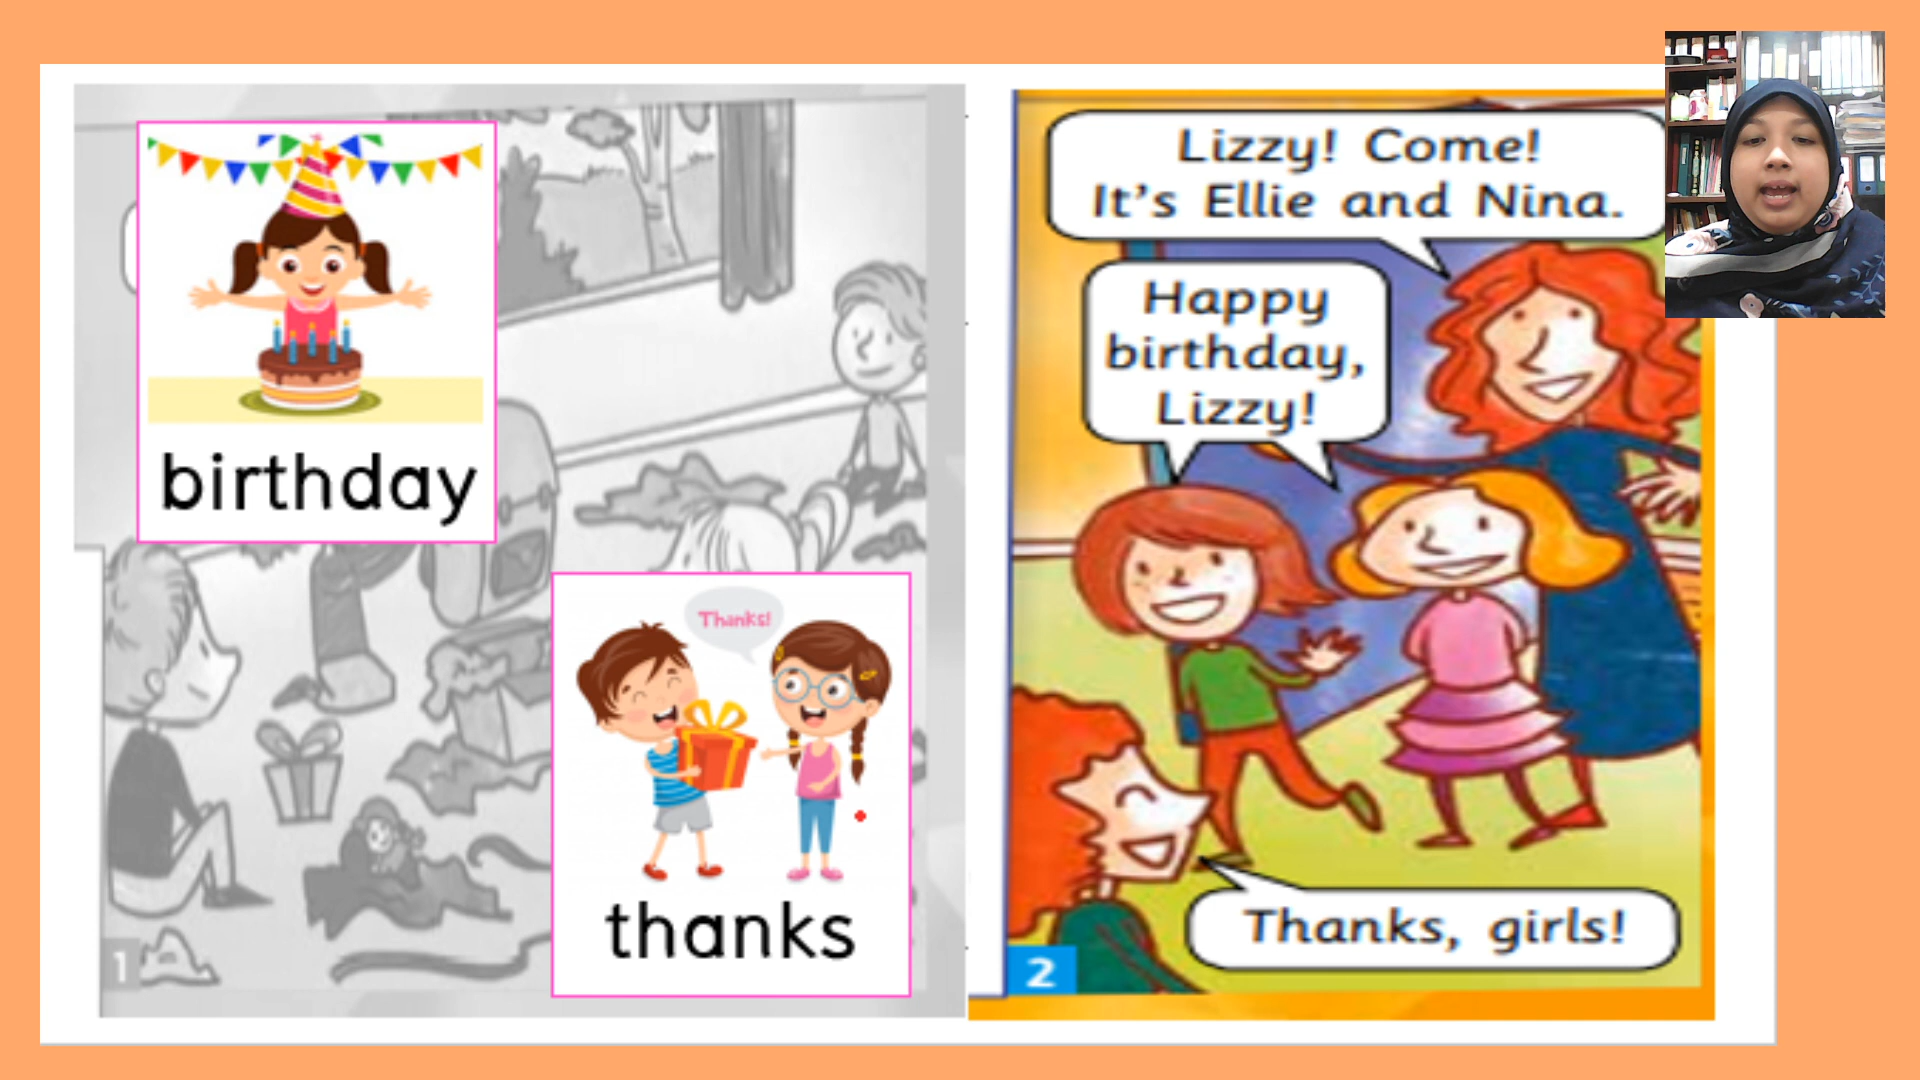 birthday
Thanks!
thanks
1
Lizzy! Come!
It's Ellie and Nina.
Happy
birthday,
Lizzy!
Thanks, girls!
2